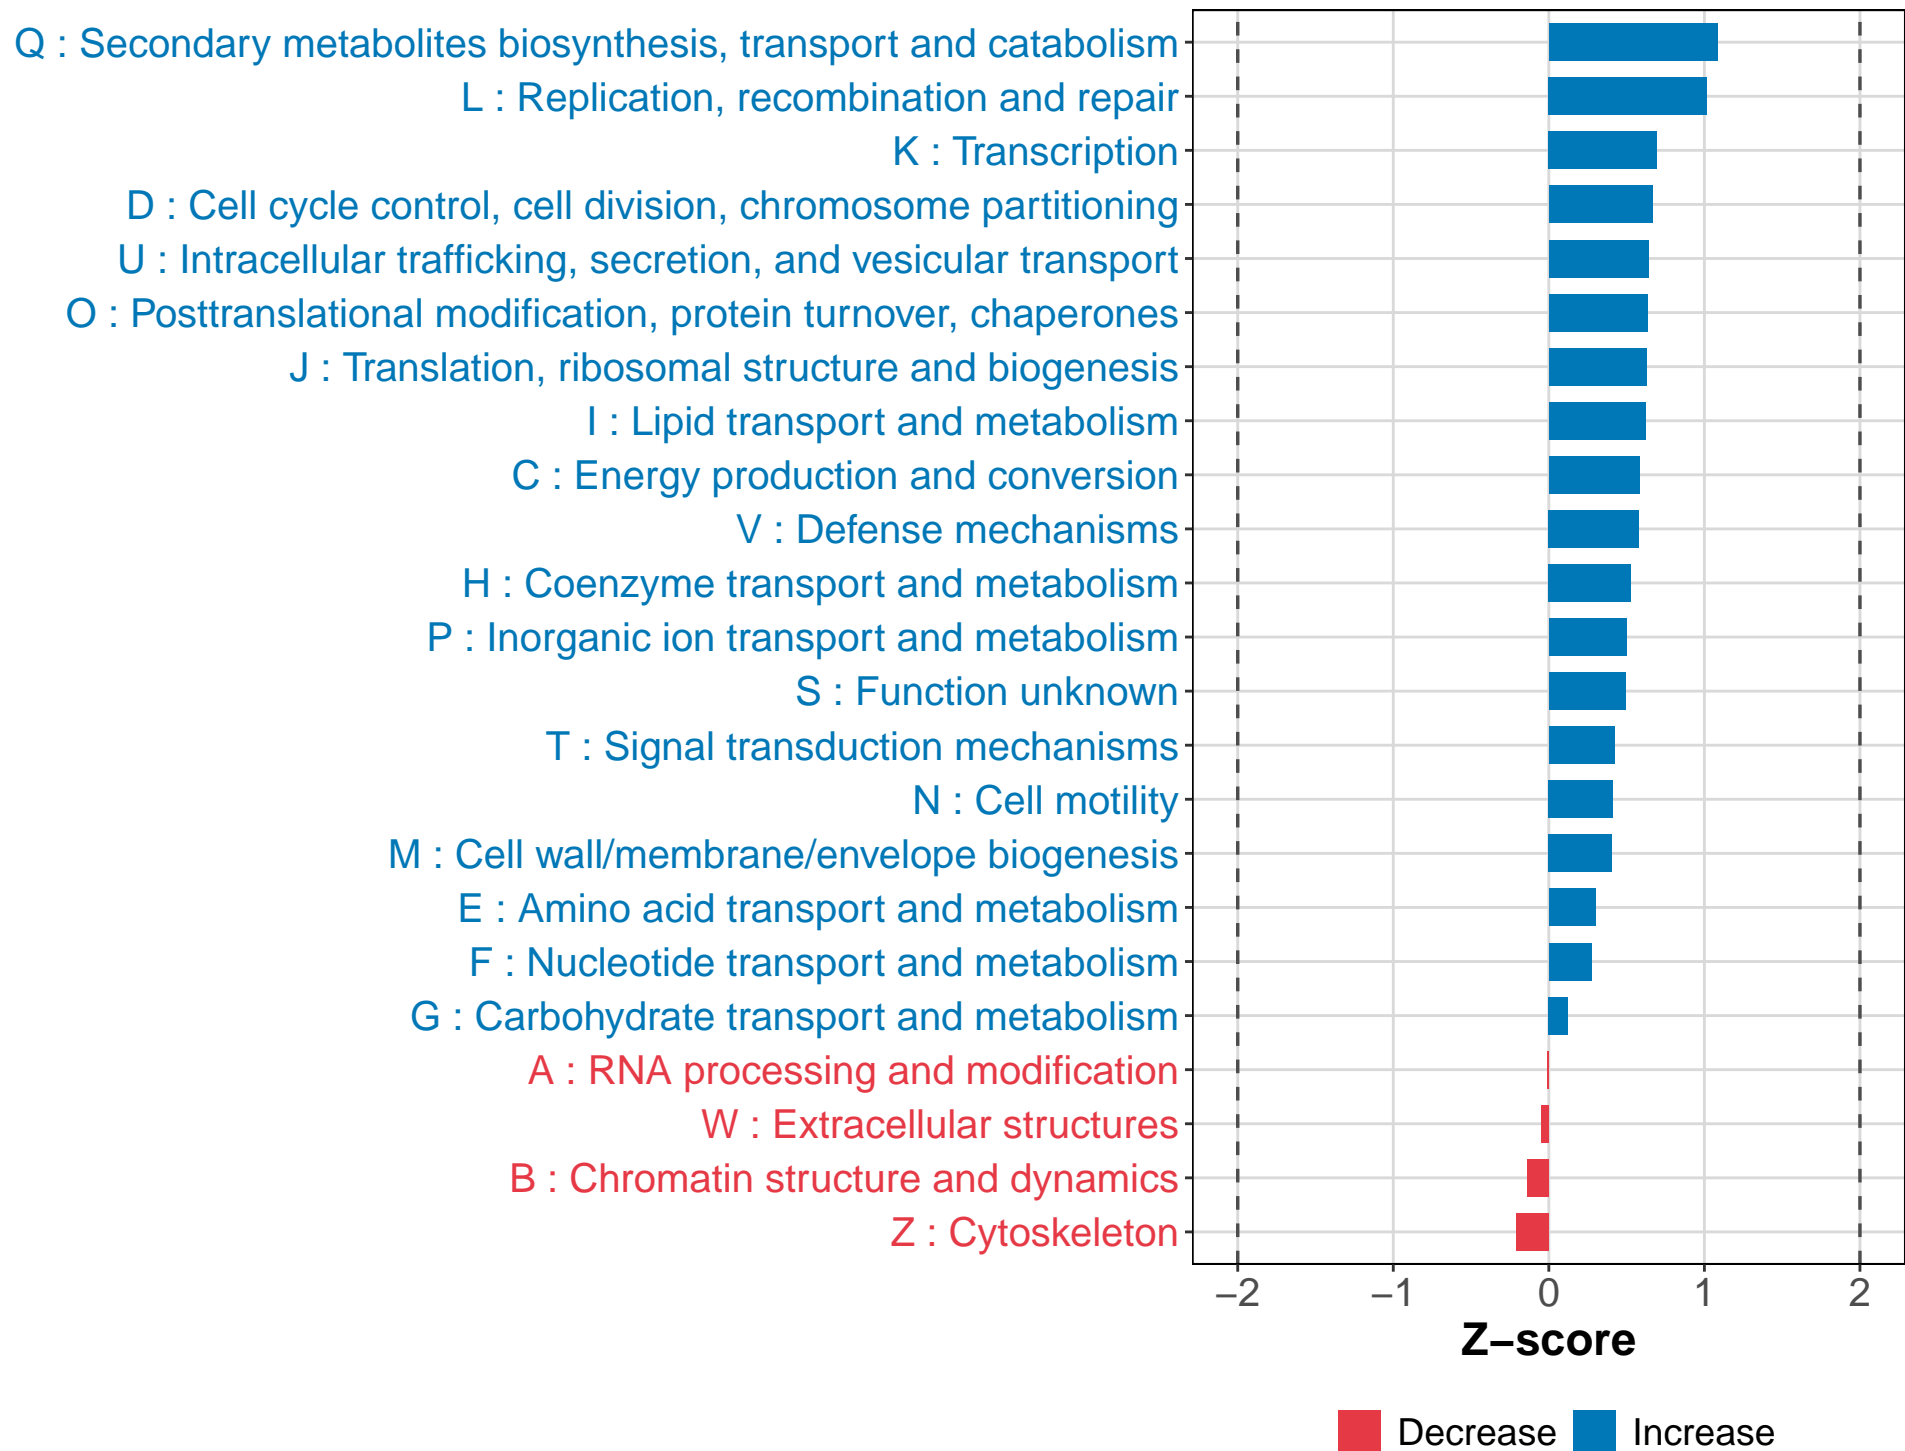 Q : Secondary metabolites biosynthesis, transport and catabolism
L : Replication, recombination and repair
K : Transcription
D : Cell cycle control, cell division, chromosome partitioning
U : Intracellular trafficking, secretion, and vesicular transport
O : Posttranslational modification, protein turnover, chaperones
J : Translation, ribosomal structure and biogenesis
I : Lipid transport and metabolism
C : Energy production and conversion
V : Defense mechanisms
H : Coenzyme transport and metabolism
P : Inorganic ion transport and metabolism
S : Function unknown
T : Signal transduction mechanisms
N : Cell motility
M : Cell wall/membrane/envelope biogenesis
E : Amino acid transport and metabolism
F : Nucleotide transport and metabolism
G : Carbohydrate transport and metabolism
A : RNA processing and modification
W : Extracellular structures
B : Chromatin structure and dynamics
Z : Cytoskeleton
−2 −1 0 1 2
Z−score
Decrease Increase